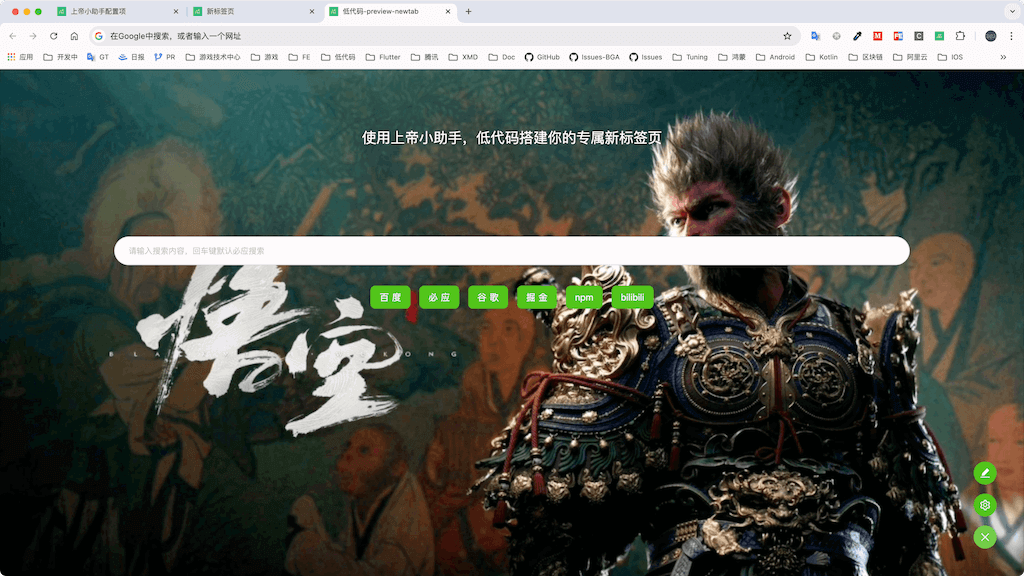 上帝小助手配置项
新标签页
低代码-preview-newtab
在Google中搜索，或者输入一个网址
应用 开发中 GT 日报 PR 游戏技术中心 游戏 FE 低代码 Flutter 腾讯 XMD Doc GitHub Issues-BGA Issues Tuning 鸿蒙 Android Kotlin 区块链 阿里云 IOS
使用上帝小助手，低代码搭建你的专属新标签页
请输入搜索内容，回车键默认必应搜索
百度 必应 谷歌 掘金 npm bilibili
悟空